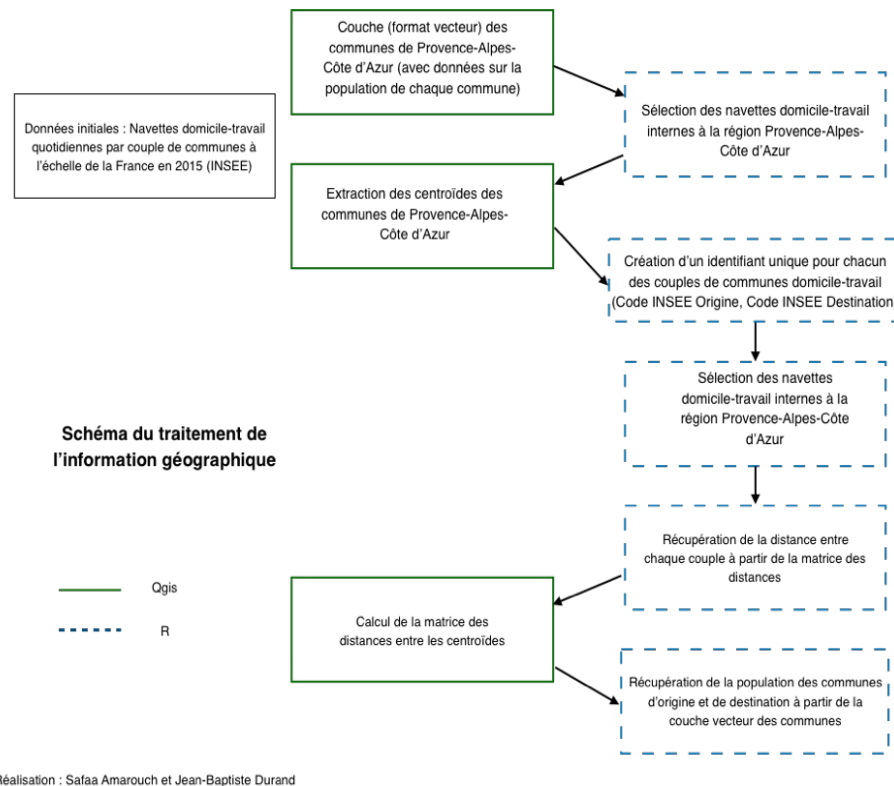 Couche (format vecteur) des
communes de Provence-Alpes-
Côte d'Azur (avec données sur la
population de chaque commune)
Données initiales : Navettes domicile-travail
quotidiennes par couple de communes à
l'échelle de la France en 2015 (INSEE)
Sélection des navettes domicile-travail
internes à la région Provence-Alpes-
Côte d'Azur
Extraction des centroïdes des
communes de Provence-Alpes-
Côte d'Azur
Création d'un identifiant unique pour chacun
des couples de communes domicile-travail
(Code INSEE Origine, Code INSEE Destination
Sélection des navettes
domicile-travail internes à la
région Provence-Alpes-Côte
d'Azur
Schéma du traitement de
l'information géographique
Récupération de la distance entre
chaque couple à partir de la matrice des
distances
Qgis
R
Calcul de la matrice des
distances entre les centroïdes
Récupération de la population des communes
d'origine et de destination à partir de la
couche vecteur des communes
Réalisation : Safaa Amarouch et Jean-Baptiste Durand